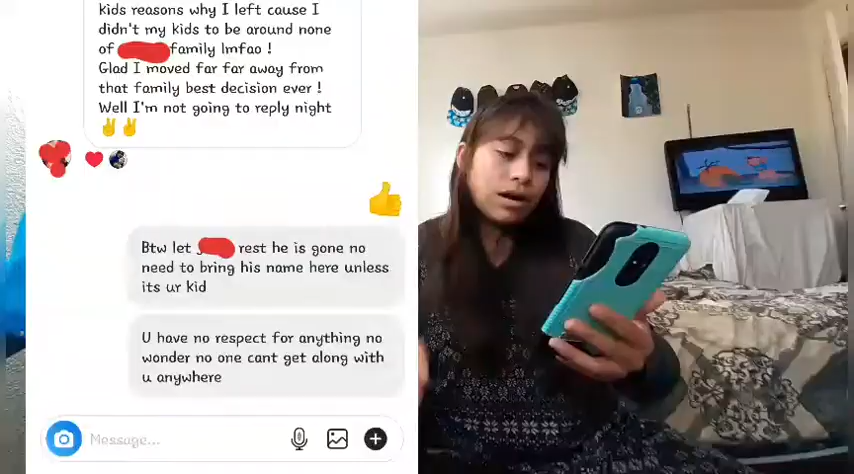 kids reasons why I left cause I
didn't my kids to be around none
of family lmfao !
Glad I moved far far away from
that family best decision ever !
Well I'm not going to reply night
✌️✌️
Btw let rest he is gone no
need to bring his name here unless
its ur kid
U have no respect for anything no
wonder no one cant get along with
u anywhere
Message...